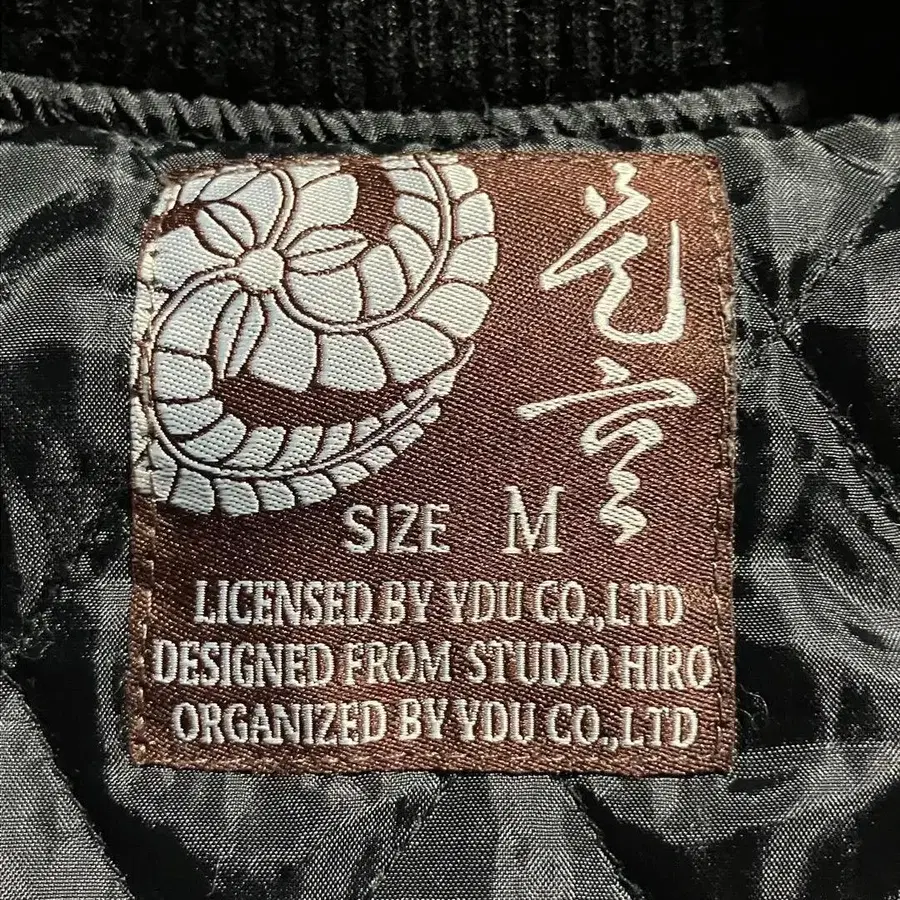 SIZE M
LICENSED BY YDU CO.,LTD
DESIGNED FROM STUDIO HIRO
ORGANIZED BY YDU CO.,LTD